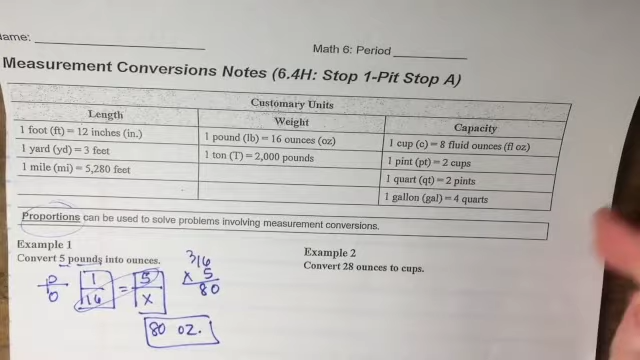 Name: ____________ Math 6: Period ________
Measurement Conversions Notes (6.4H: Stop 1-Pit Stop A)
Customary Units
Length Weight Capacity
1 foot (ft) = 12 inches (in.) 1 pound (lb) = 16 ounces (oz) 1 cup (c) = 8 fluid ounces (fl oz)
1 yard (yd) = 3 feet 1 ton (T) = 2,000 pounds 1 pint (pt) = 2 cups
1 mile (mi) = 5,280 feet 1 quart (qt) = 2 pints
1 gallon (gal) = 4 quarts
Proportions can be used to solve problems involving measurement conversions.
Example 1 Example 2
Convert 5 pounds into ounces. Convert 28 ounces to cups.
p/o 1/16 = 5/x
3
16
x 5
80
80 oz.